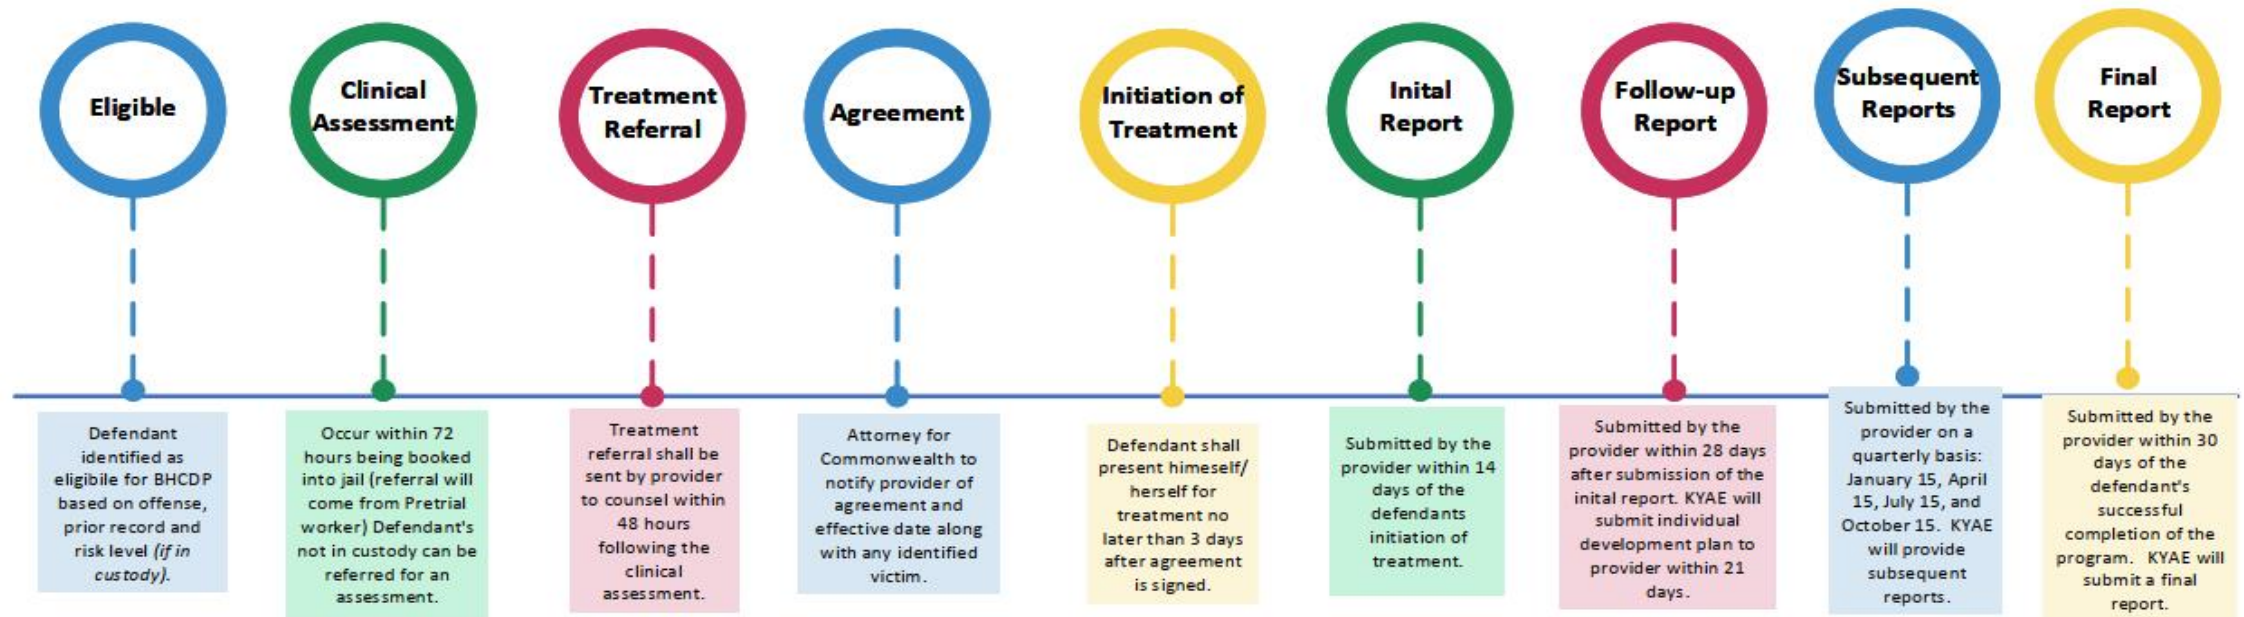 Eligible
Clinical
Assessment
Treatment
Referral
Agreement
Initiation of
Treatment
Inital
Report
Follow-up
Report
Subsequent
Reports
Final
Report
Defendant
identified as
eligibile for BHCDP
based on offense,
prior record and
risk level (if in
custody).
Occur within 72
hours being booked
into jail (referral will
come from Pretrial
worker) Defendant's
not in custody can be
referred for an
assessment.
Treatment
referral shall be
sent by provider
to counsel within
48 hours
following the
clinical
assessment.
Attorney for
Commonwealth to
notify provider of
agreement and
effective date along
with any identified
victim.
Defendant shall
present himeself/
herself for
treatment no
later than 3 days
after agreement
is signed.
Submitted by the
provider within 14
days of the
defendants
initiation of
treatment.
Submitted by the
provider within 28 days
after submission of the
inital report. KYAE will
submit individual
development plan to
provider within 21
days.
Submitted by the
provider on a
quarterly basis:
January 15, April
15, July 15, and
October 15. KYAE
will provide
subsequent
reports.
Submitted by the
provider within 30
days of the
defendant's
successful
completion of the
program. KYAE will
submit a final
report.